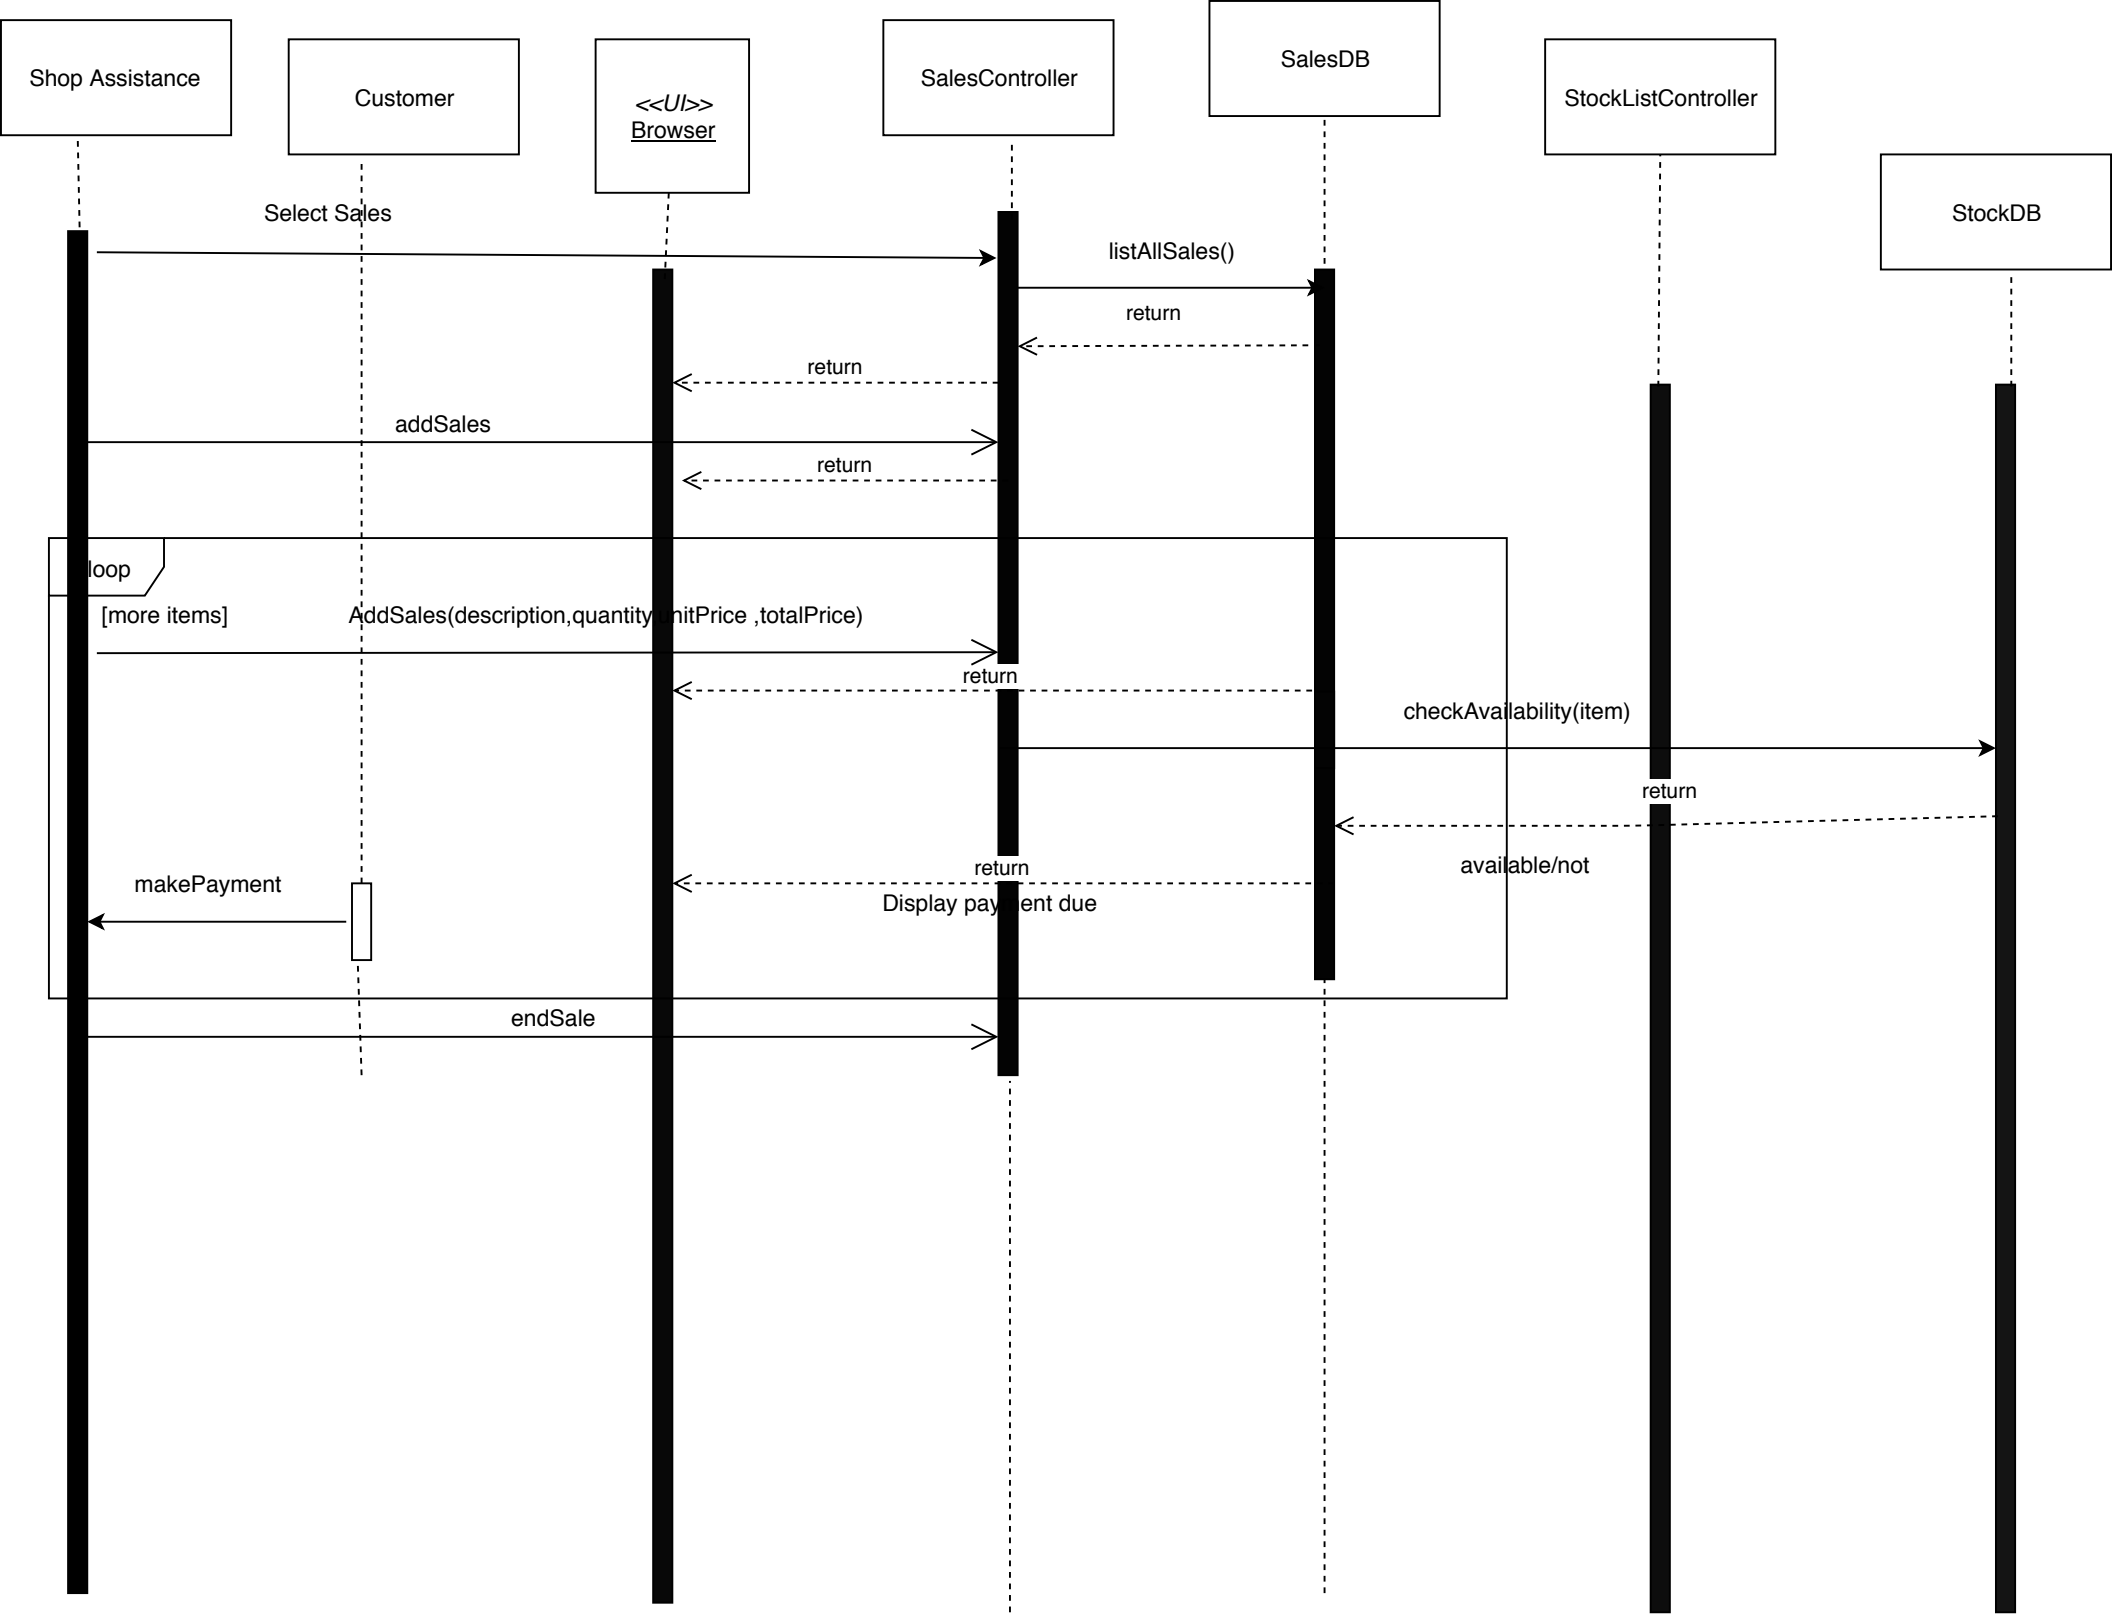 Shop Assistance
Customer
<<UI>>
Browser
SalesController
SalesDB
StockListController
StockDB
Select Sales
listAllSales()
return
return
addSales
return
loop
[more items]
AddSales(description,quantity,unitPrice ,totalPrice)
return
checkAvailability(item)
return
available/not
return
Display payment due
makePayment
endSale